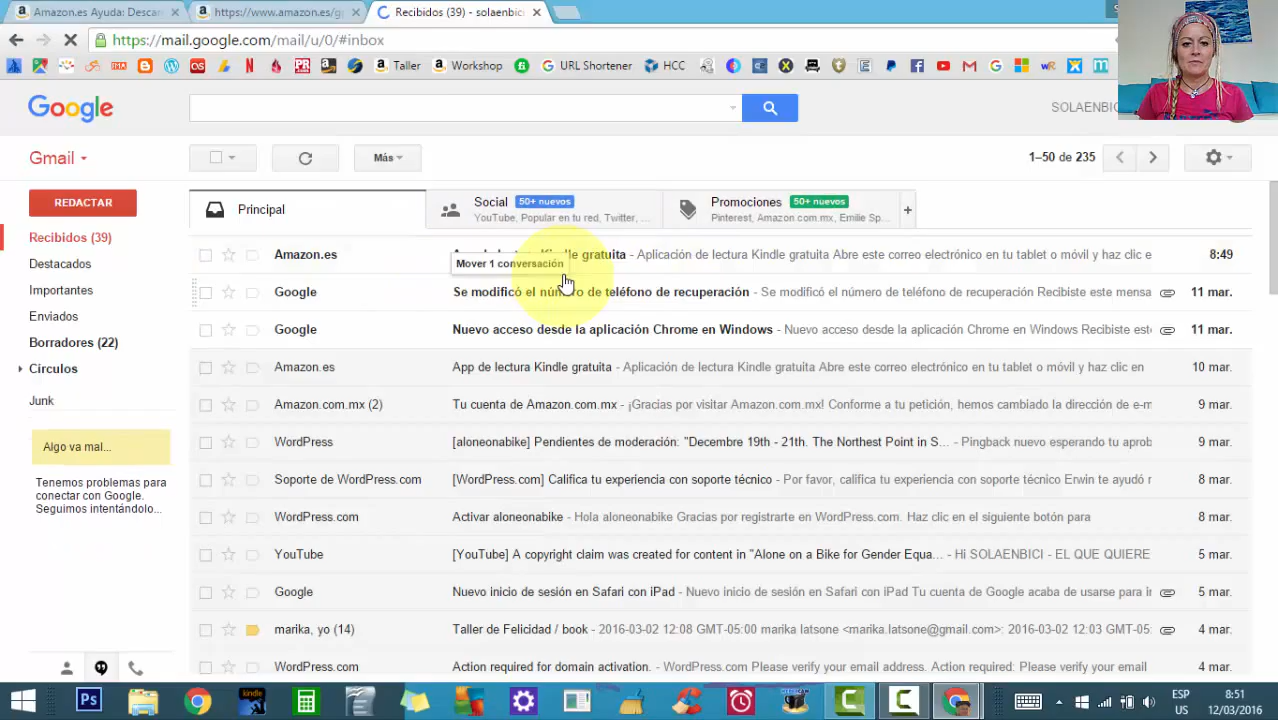 Amazon.es Ayuda: Descar
https://www.amazon.es/gp
Recibidos (39) - solaenbic
https://mail.google.com/mail/u/0/#inbox
Taller
Workshop
URL Shortener
HCC
Google
SOLAENBIC
Gmail
Más
1–50 de 235
REDACTAR
Principal
Social 50+ nuevos
YouTube, Popular en tu red, Twitter, ...
Promociones 50+ nuevos
Pinterest, Amazon.com.mx, Emilie Sp...
+
Recibidos (39)
Destacados
Importantes
Enviados
Borradores (22)
Círculos
Junk
Algo va mal...
Tenemos problemas para
conectar con Google.
Seguimos intentándolo...
Amazon.es App de lectura Kindle gratuita - Aplicación de lectura Kindle gratuita Abre este correo electrónico en tu tablet o móvil y haz clic e 8:49
Mover 1 conversación
Google Se modificó el número de teléfono de recuperación - Se modificó el número de teléfono de recuperación Recibiste este mensa 11 mar.
Google Nuevo acceso desde la aplicación Chrome en Windows - Nuevo acceso desde la aplicación Chrome en Windows Recibiste este 11 mar.
Amazon.es App de lectura Kindle gratuita - Aplicación de lectura Kindle gratuita Abre este correo electrónico en tu tablet o móvil y haz clic en 10 mar.
Amazon.com.mx (2) Tu cuenta de Amazon.com.mx - ¡Gracias por visitar Amazon.com.mx! Conforme a tu petición, hemos cambiado la dirección de e-m 9 mar.
WordPress [aloneonabike] Pendientes de moderación: "Decembre 19th - 21th. The Northest Point in S... - Pingback nuevo esperando tu aprob 9 mar.
Soporte de WordPress.com [WordPress.com] Califica tu experiencia con soporte técnico - Por favor, califica tu experiencia con soporte técnico Erwin te ayudó r 8 mar.
WordPress.com Activar aloneonabike - Hola aloneonabike Gracias por registrarte en WordPress.com. Haz clic en el siguiente botón para 8 mar.
YouTube [YouTube] A copyright claim was created for content in "Alone on a Bike for Gender Equa... - Hi SOLAENBICI - EL QUE QUIERE 5 mar.
Google Nuevo inicio de sesión en Safari con iPad - Nuevo inicio de sesión en Safari con iPad Tu cuenta de Google acaba de usarse para ir 5 mar.
marika, yo (14) Taller de Felicidad / book - 2016-03-02 12:08 GMT-05:00 marika latsone <marika.latsone@gmail.com>: 2016-03-02 12:03 GMT-05: 4 mar.
WordPress.com Action required for domain activation. - WordPress.com Please verify your email address. Action required: Please verify your email 4 mar.
Ps
kindle
ESP
US
8:51
12/03/2016